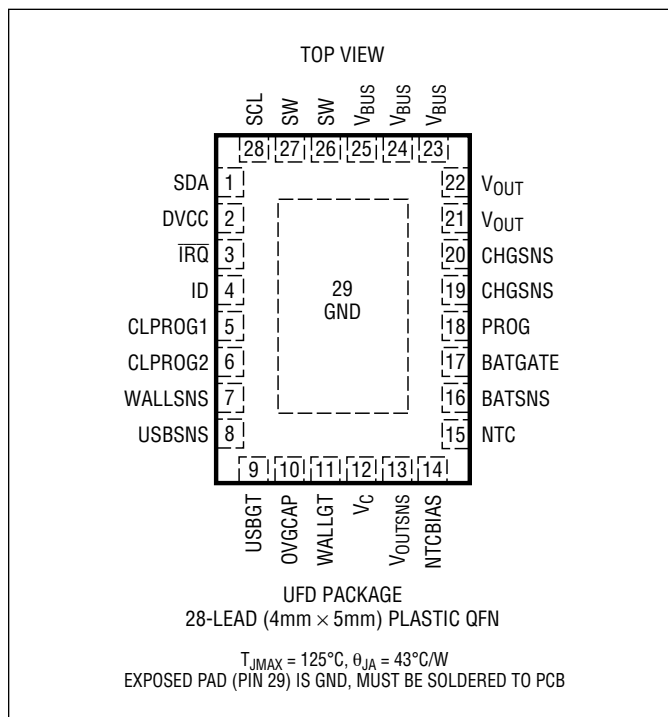 TOP VIEW
SCL SW SW VBUS VBUS VBUS
28 27 26 25 24 23
SDA 1
DVCC 2
IRQ 3
ID 4
CLPROG1 5
CLPROG2 6
WALLSNS 7
USBSNS 8
29
GND
22 VOUT
21 VOUT
20 CHGSNS
19 CHGSNS
18 PROG
17 BATGATE
16 BATSNS
15 NTC
9 10 11 12 13 14
USBGT OVGCAP WALLGT VC VOUTSNS NTCBIAS
UFD PACKAGE
28-LEAD (4mm × 5mm) PLASTIC QFN
TJMAX = 125°C, θJA = 43°C/W
EXPOSED PAD (PIN 29) IS GND, MUST BE SOLDERED TO PCB